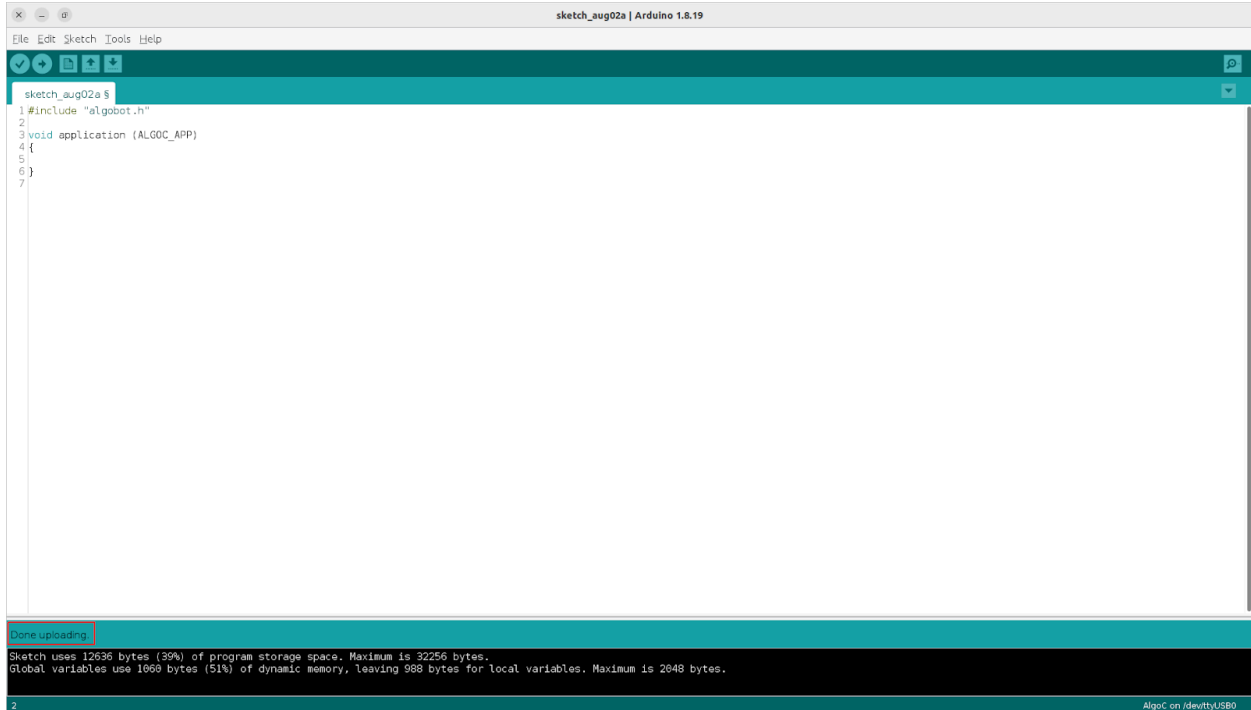 sketch_aug02a | Arduino 1.8.19
File Edit Sketch Tools Help
sketch_aug02a §
1 #include "algobot.h"
2
3 void application (ALGOC_APP)
4 {
5
6 }
7
Done uploading.
Sketch uses 12636 bytes (39%) of program storage space. Maximum is 32256 bytes.
Global variables use 1060 bytes (51%) of dynamic memory, leaving 988 bytes for local variables. Maximum is 2048 bytes.
2 AlgoC on /dev/ttyUSB0